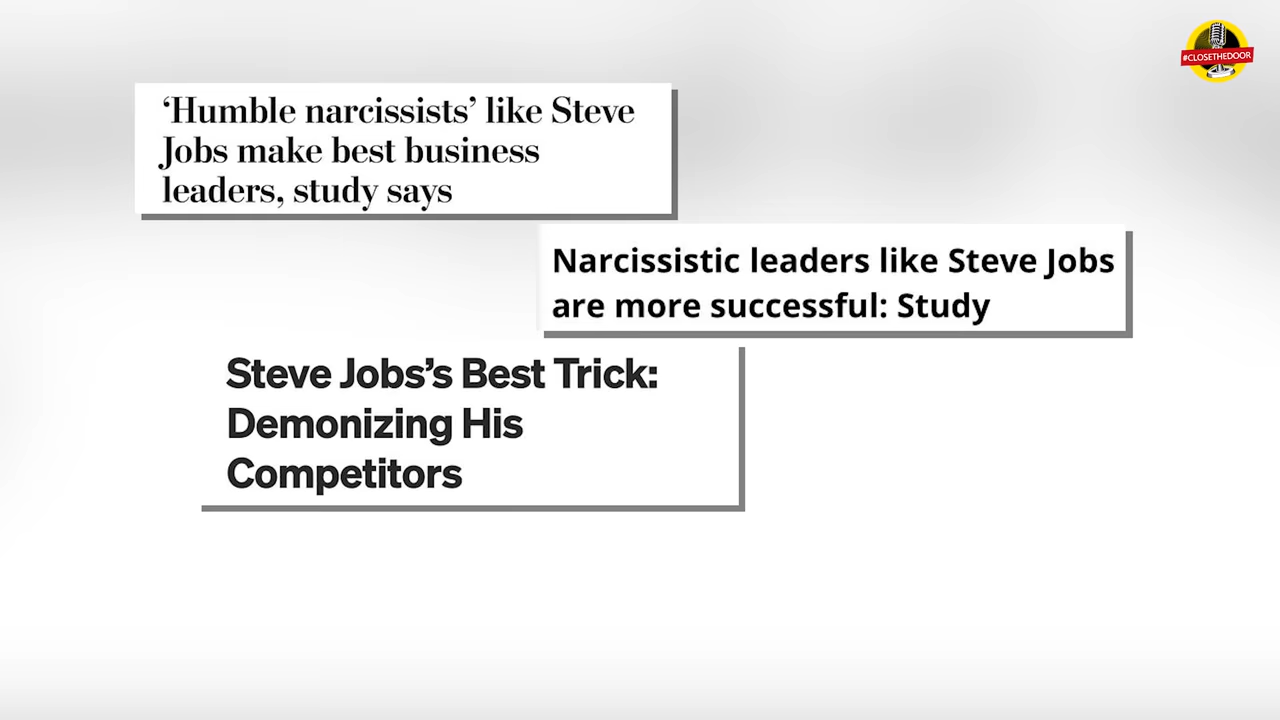 #CLOSETHEDOOR
‘Humble narcissists’ like Steve
Jobs make best business
leaders, study says
Narcissistic leaders like Steve Jobs
are more successful: Study
Steve Jobs’s Best Trick:
Demonizing His
Competitors